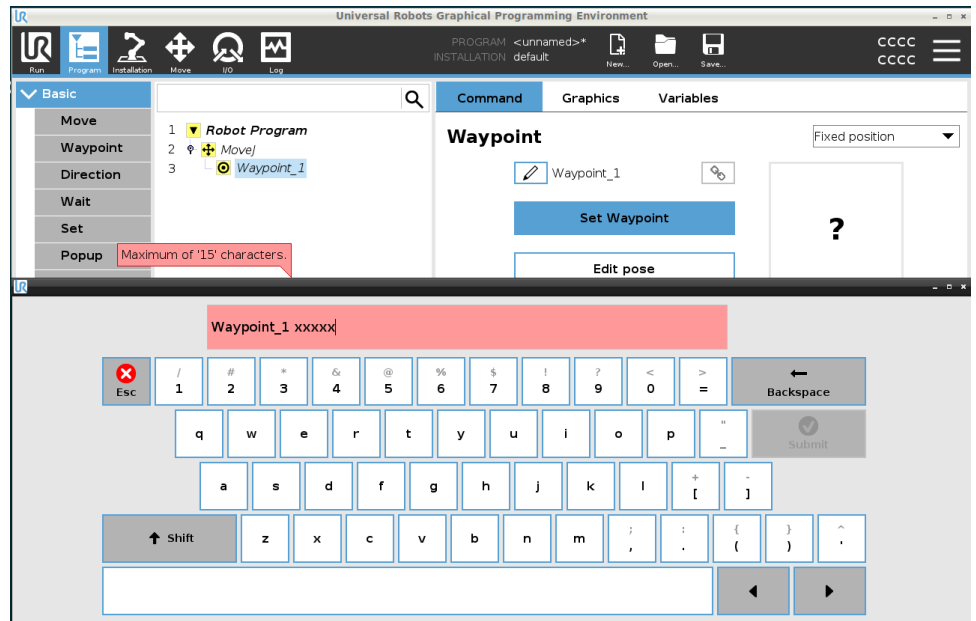 UR Universal Robots Graphical Programming Environment
UR
Run Program Installation Move I/O Log
PROGRAM <unnamed>*
INSTALLATION default
New... Open... Save...
CCCC
CCCC
Basic
Move
Waypoint
Direction
Wait
Set
Popup
1 Robot Program
2 MoveJ
3 Waypoint_1
Maximum of '15' characters.
Command Graphics Variables
Waypoint
Fixed position
Waypoint_1
Set Waypoint
?
Edit pose
UR
Waypoint_1 xxxxx
Esc
/ # * & @ % $ ! ? < >
1 2 3 4 5 6 7 8 9 0 =
Backspace
q w e r t y u i o p " _
Submit
a s d f g h j k l + [ - ]
Shift
z x c v b n m ; , : . { ( } ) ^ '